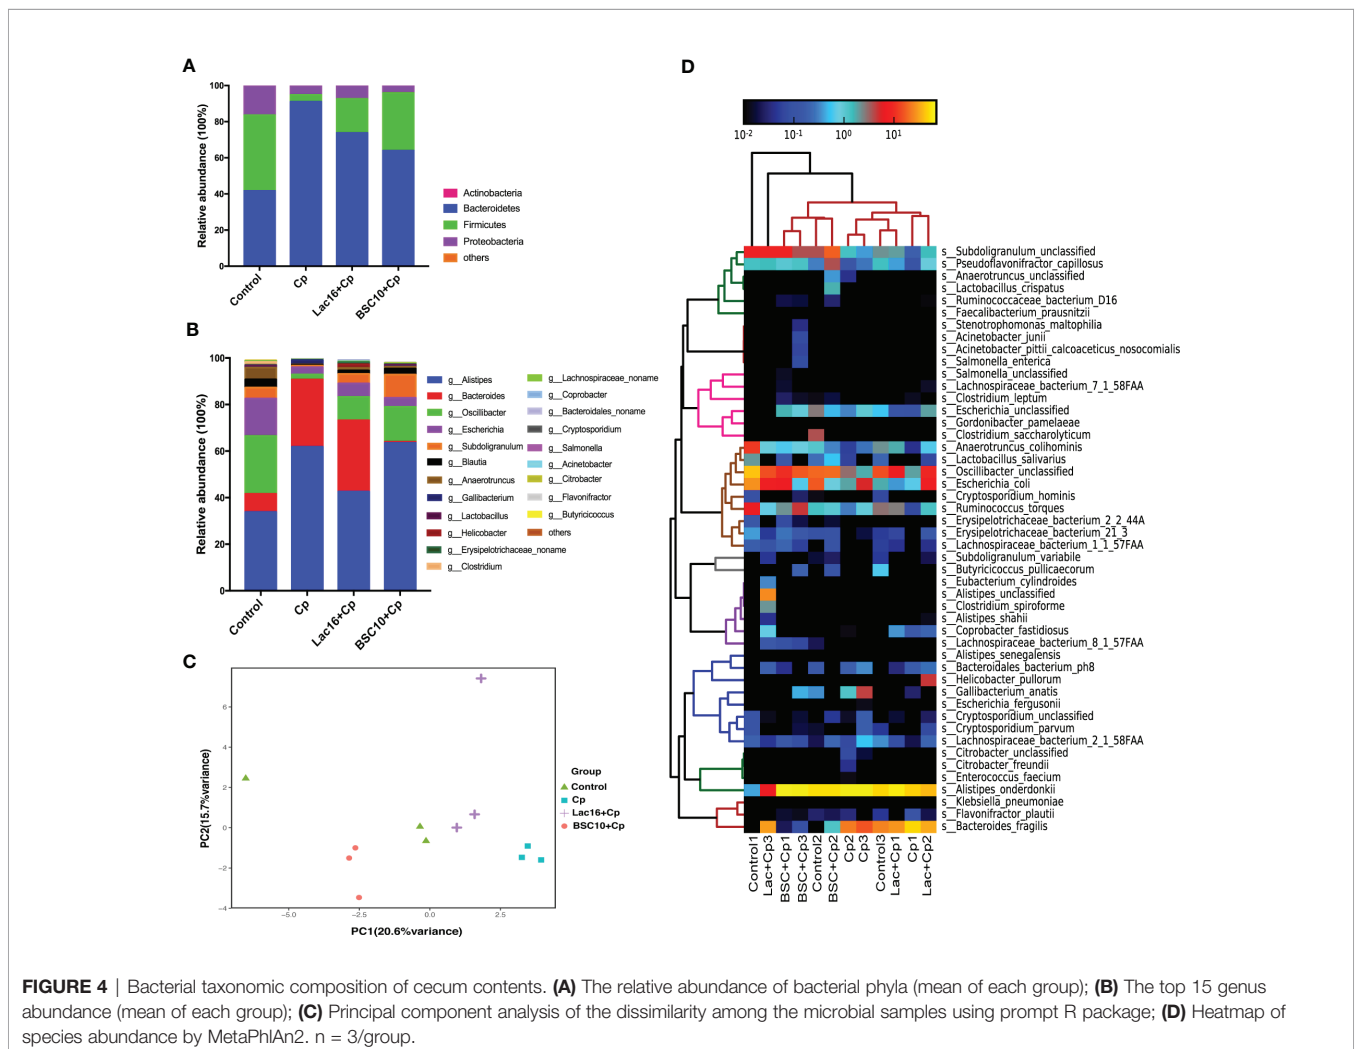 A
Relative abundance (100%)
100
80
60
40
20
0
Control
Cp
Lac16+Cp
BSC10+Cp
Actinobacteria
Bacteroidetes
Firmicutes
Proteobacteria
others
B
Relative abundance (100%)
100
80
60
40
20
0
Control
Cp
Lac16+Cp
BSC10+Cp
g__Alistipes
g__Bacteroides
g__Oscillibacter
g__Escherichia
g__Subdoligranulum
g__Blautia
g__Anaerotruncus
g__Gallibacterium
g__Lactobacillus
g__Helicobacter
g__Erysipelotrichaceae_noname
g__Clostridium
g__Lachnospiraceae_noname
g__Coprobacter
g__Bacteroidales_noname
g__Cryptosporidium
g__Salmonella
g__Acinetobacter
g__Citrobacter
g__Flavonifractor
g__Butyricicoccus
others
C
PC2(15.7%variance)
6
4
2
0
−2
−4
−5.0
−2.5
0.0
2.5
PC1(20.6%variance)
Group
Control
Cp
Lac16+Cp
BSC10+Cp
D
10-2
10-1
100
101
s__Subdoligranulum_unclassified
s__Pseudoflavonifractor_capillosus
s__Anaerotruncus_unclassified
s__Lactobacillus_crispatus
s__Ruminococcaceae_bacterium_D16
s__Faecalibacterium_prausnitzii
s__Stenotrophomonas_maltophilia
s__Acinetobacter_junii
s__Acinetobacter_pittii_calcoaceticus_nosocomialis
s__Salmonella_enterica
s__Salmonella_unclassified
s__Lachnospiraceae_bacterium_7_1_58FAA
s__Clostridium_leptum
s__Escherichia_unclassified
s__Gordonibacter_pamelaeae
s__Clostridium_saccharolyticum
s__Anaerotruncus_colihominis
s__Lactobacillus_salivarius
s__Oscillibacter_unclassified
s__Escherichia_coli
s__Cryptosporidium_hominis
s__Ruminococcus_torques
s__Erysipelotrichaceae_bacterium_2_2_44A
s__Erysipelotrichaceae_bacterium_21_3
s__Lachnospiraceae_bacterium_1_1_57FAA
s__Subdoligranulum_variabile
s__Butyricicoccus_pullicaecorum
s__Eubacterium_cylindroides
s__Alistipes_unclassified
s__Clostridium_spiroforme
s__Alistipes_shahii
s__Coprobacter_fastidiosus
s__Lachnospiraceae_bacterium_8_1_57FAA
s__Alistipes_senegalensis
s__Bacteroidales_bacterium_ph8
s__Helicobacter_pullorum
s__Gallibacterium_anatis
s__Escherichia_fergusonii
s__Cryptosporidium_unclassified
s__Cryptosporidium_parvum
s__Lachnospiraceae_bacterium_2_1_58FAA
s__Citrobacter_unclassified
s__Citrobacter_freundii
s__Enterococcus_faecium
s__Alistipes_onderdonkii
s__Klebsiella_pneumoniae
s__Flavonifractor_plautii
s__Bacteroides_fragilis
Control1
Lac+Cp3
BSC+Cp1
BSC+Cp3
Control2
BSC+Cp2
Cp2
Cp3
Control3
Lac+Cp1
Cp1
Lac+Cp2
FIGURE 4 | Bacterial taxonomic composition of cecum contents. (A) The relative abundance of bacterial phyla (mean of each group); (B) The top 15 genus
abundance (mean of each group); (C) Principal component analysis of the dissimilarity among the microbial samples using prompt R package; (D) Heatmap of
species abundance by MetaPhlAn2. n = 3/group.